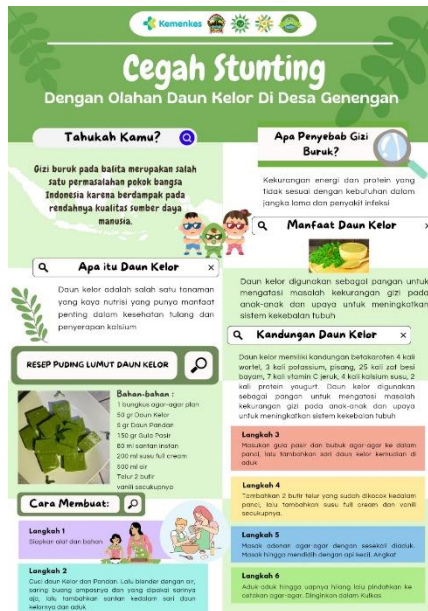 Kemenkes
Cegah Stunting
Dengan Olahan Daun Kelor Di Desa Genengan
Tahukah Kamu?
Gizi buruk pada balita merupakan salah
satu permasalahan pokok bangsa
Indonesia karena berdampak pada
rendahnya kualitas sumber daya
manusia.
Apa Penyebab Gizi
Buruk?
Kekurangan energi dan protein yang
tidak sesuai dengan kebutuhan dalam
jangka lama dan penyakit infeksi
Apa itu Daun Kelor
Daun kelor adalah salah satu tanaman
yang kaya nutrisi yang punya manfaat
penting dalam kesehatan tulang dan
penyerapan kalsium
Manfaat Daun Kelor
Daun kelor digunakan sebagai pangan untuk
mengatasi masalah kekurangan gizi pada
anak-anak dan upaya untuk meningkatkan
sistem kekebalan tubuh
Kandungan Daun Kelor
Daun kelor memiliki kandungan betakaroten 4 kali
wortel, 3 kali potassium, pisang, 25 kali zat besi
bayam, 7 kali vitamin C jeruk, 4 kali kalsium susu, 2
kali protein yougurt. Daun kelor digunakan
sebagai pangan untuk mengatasi masalah
kekurangan gizi pada anak-anak dan upaya
untuk meningkatkan sistem kekebalan tubuh
RESEP PUDING LUMUT DAUN KELOR
Bahan-bahan :
1 bungkus agar-agar plan
50 gr Daun Kelor
5 gr Daun Pandan
150 gr Gula Pasir
80 ml santan instan
200 ml susu full cream
600 ml air
Telur 2 butir
vanili secukupnya
Cara Membuat:
Langkah 1
Siapkan alat dan bahan
Langkah 2
Cuci daun Kelor dan Pandan. Lalu blander dengan air,
saring buang ampasnya dan yang dipakai sarinya
aja, lalu tambahkan santan kedalam sari daun
kelornya dan aduk
Langkah 3
Masukan gula pasir dan bubuk agar-agar ke dalam
panci, lalu tambahkan sari daun kelor kemudian di
aduk
Langkah 4
Tambahkan 2 butir telur yang sudah dikocok kedalam
panci, lalu tambahkan susu full cream dan vanili
secukupnya.
Langkah 5
Masak adonan agar-agar dengan sesekali diaduk.
Masak hingga mendidih dengan api kecil. Angkat
Langkah 6
Aduk-aduk hingga uapnya hilang lalu pindahkan ke
cetakan agar-agar. Dinginkan dalam Kulkas